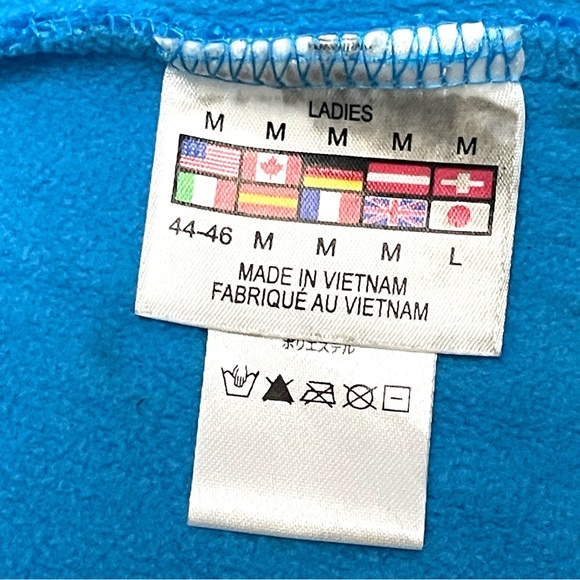 LADIES
M M M M M
44-46 M M M L
MADE IN VIETNAM
FABRIQUÉ AU VIETNAM
ポリエステル